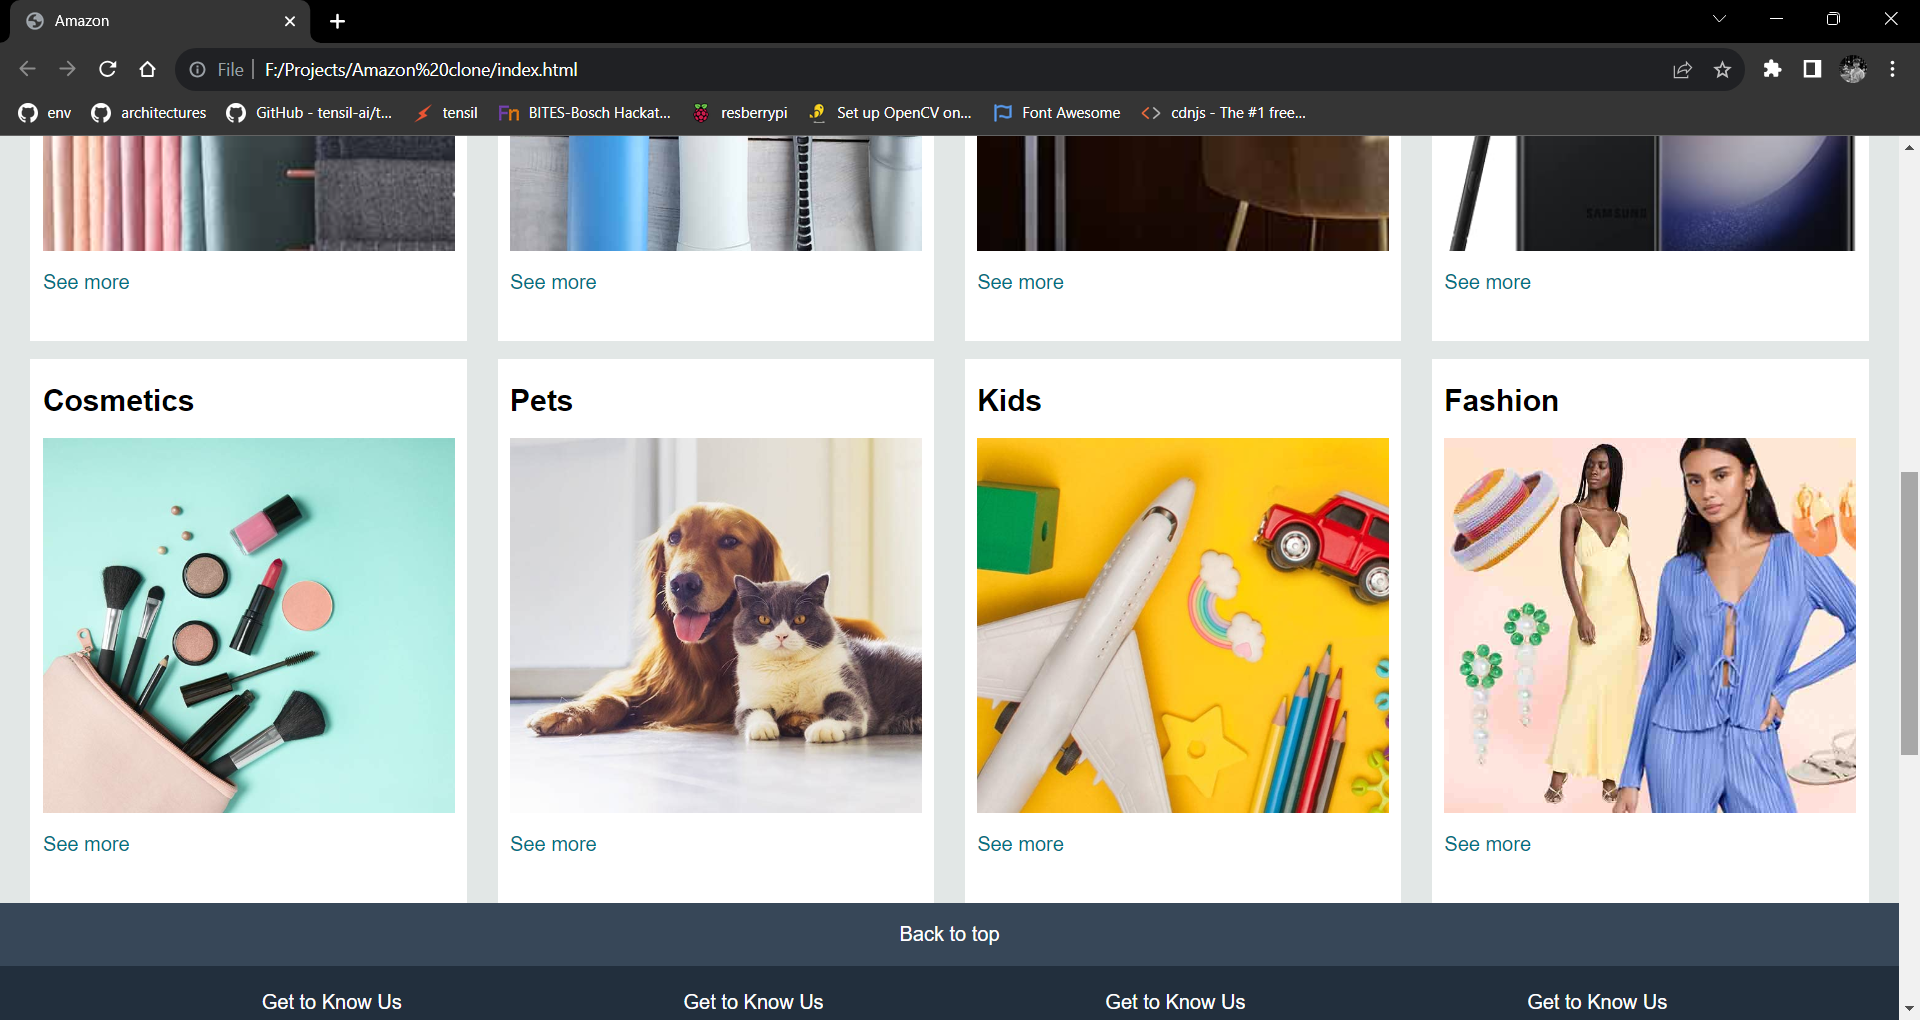 Amazon
File F:/Projects/Amazon%20clone/index.html
env architectures GitHub - tensil-ai/t... tensil Fn BITES-Bosch Hackat... resberrypi Set up OpenCV on... Font Awesome cdnjs - The #1 free...
SAMSUNG
See more See more See more See more
Cosmetics Pets Kids Fashion
See more See more See more See more
Back to top
Get to Know Us Get to Know Us Get to Know Us Get to Know Us